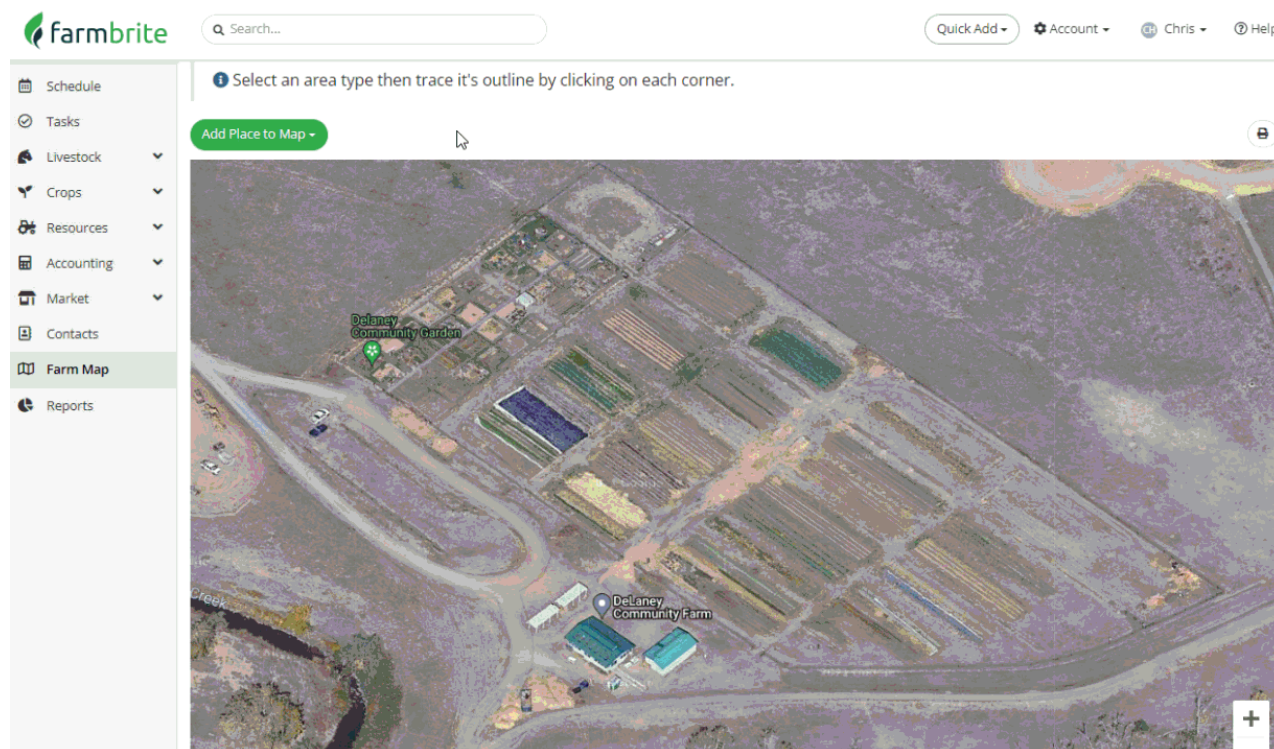 farmbrite
Search...
Quick Add
Account
CH
Chris
Help
Schedule
Tasks
Livestock
Crops
Resources
Accounting
Market
Contacts
Farm Map
Reports
Select an area type then trace it's outline by clicking on each corner.
Add Place to Map
Delaney
Community Garden
Creek
DeLaney
Community Farm